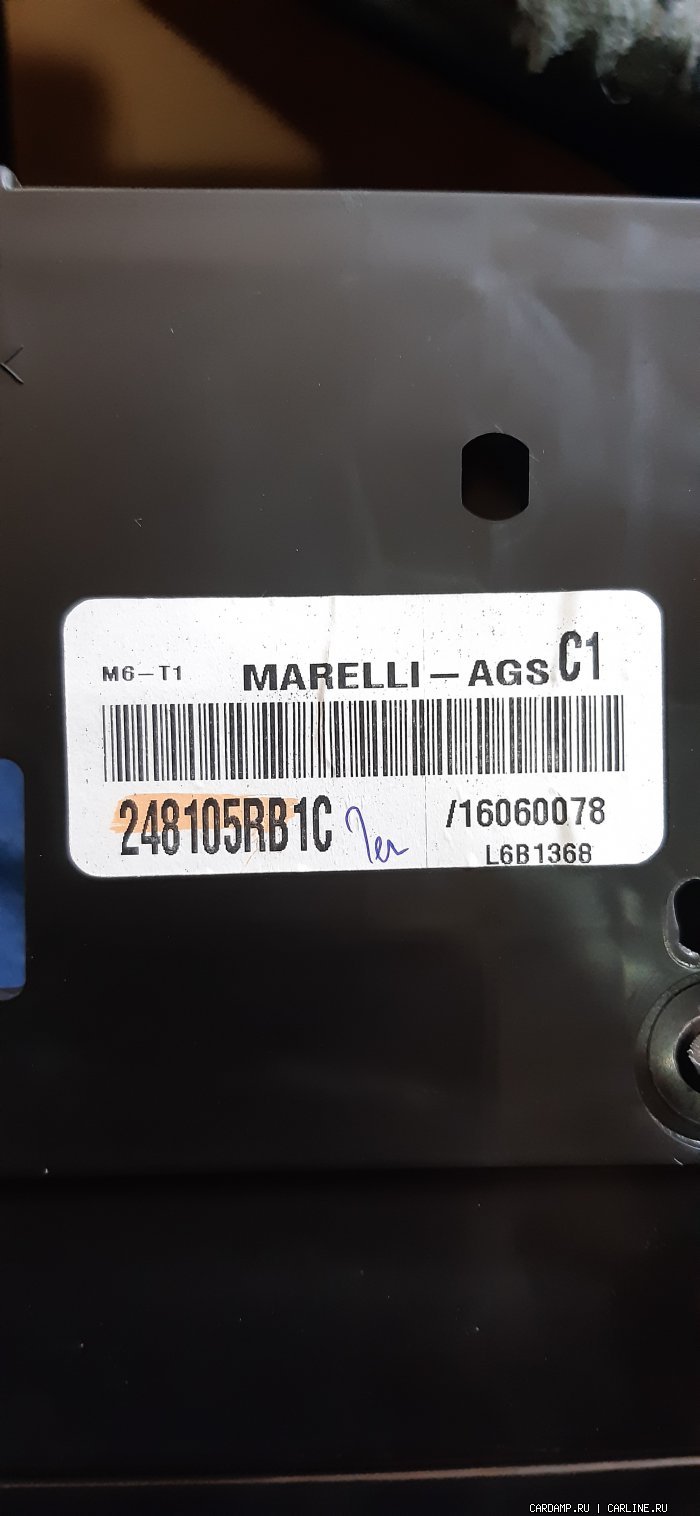 M6-T1 MARELLI-AGS C1
248105RB1C /16060078
L6B1368
CARDAMP.RU | CARLINE.RU